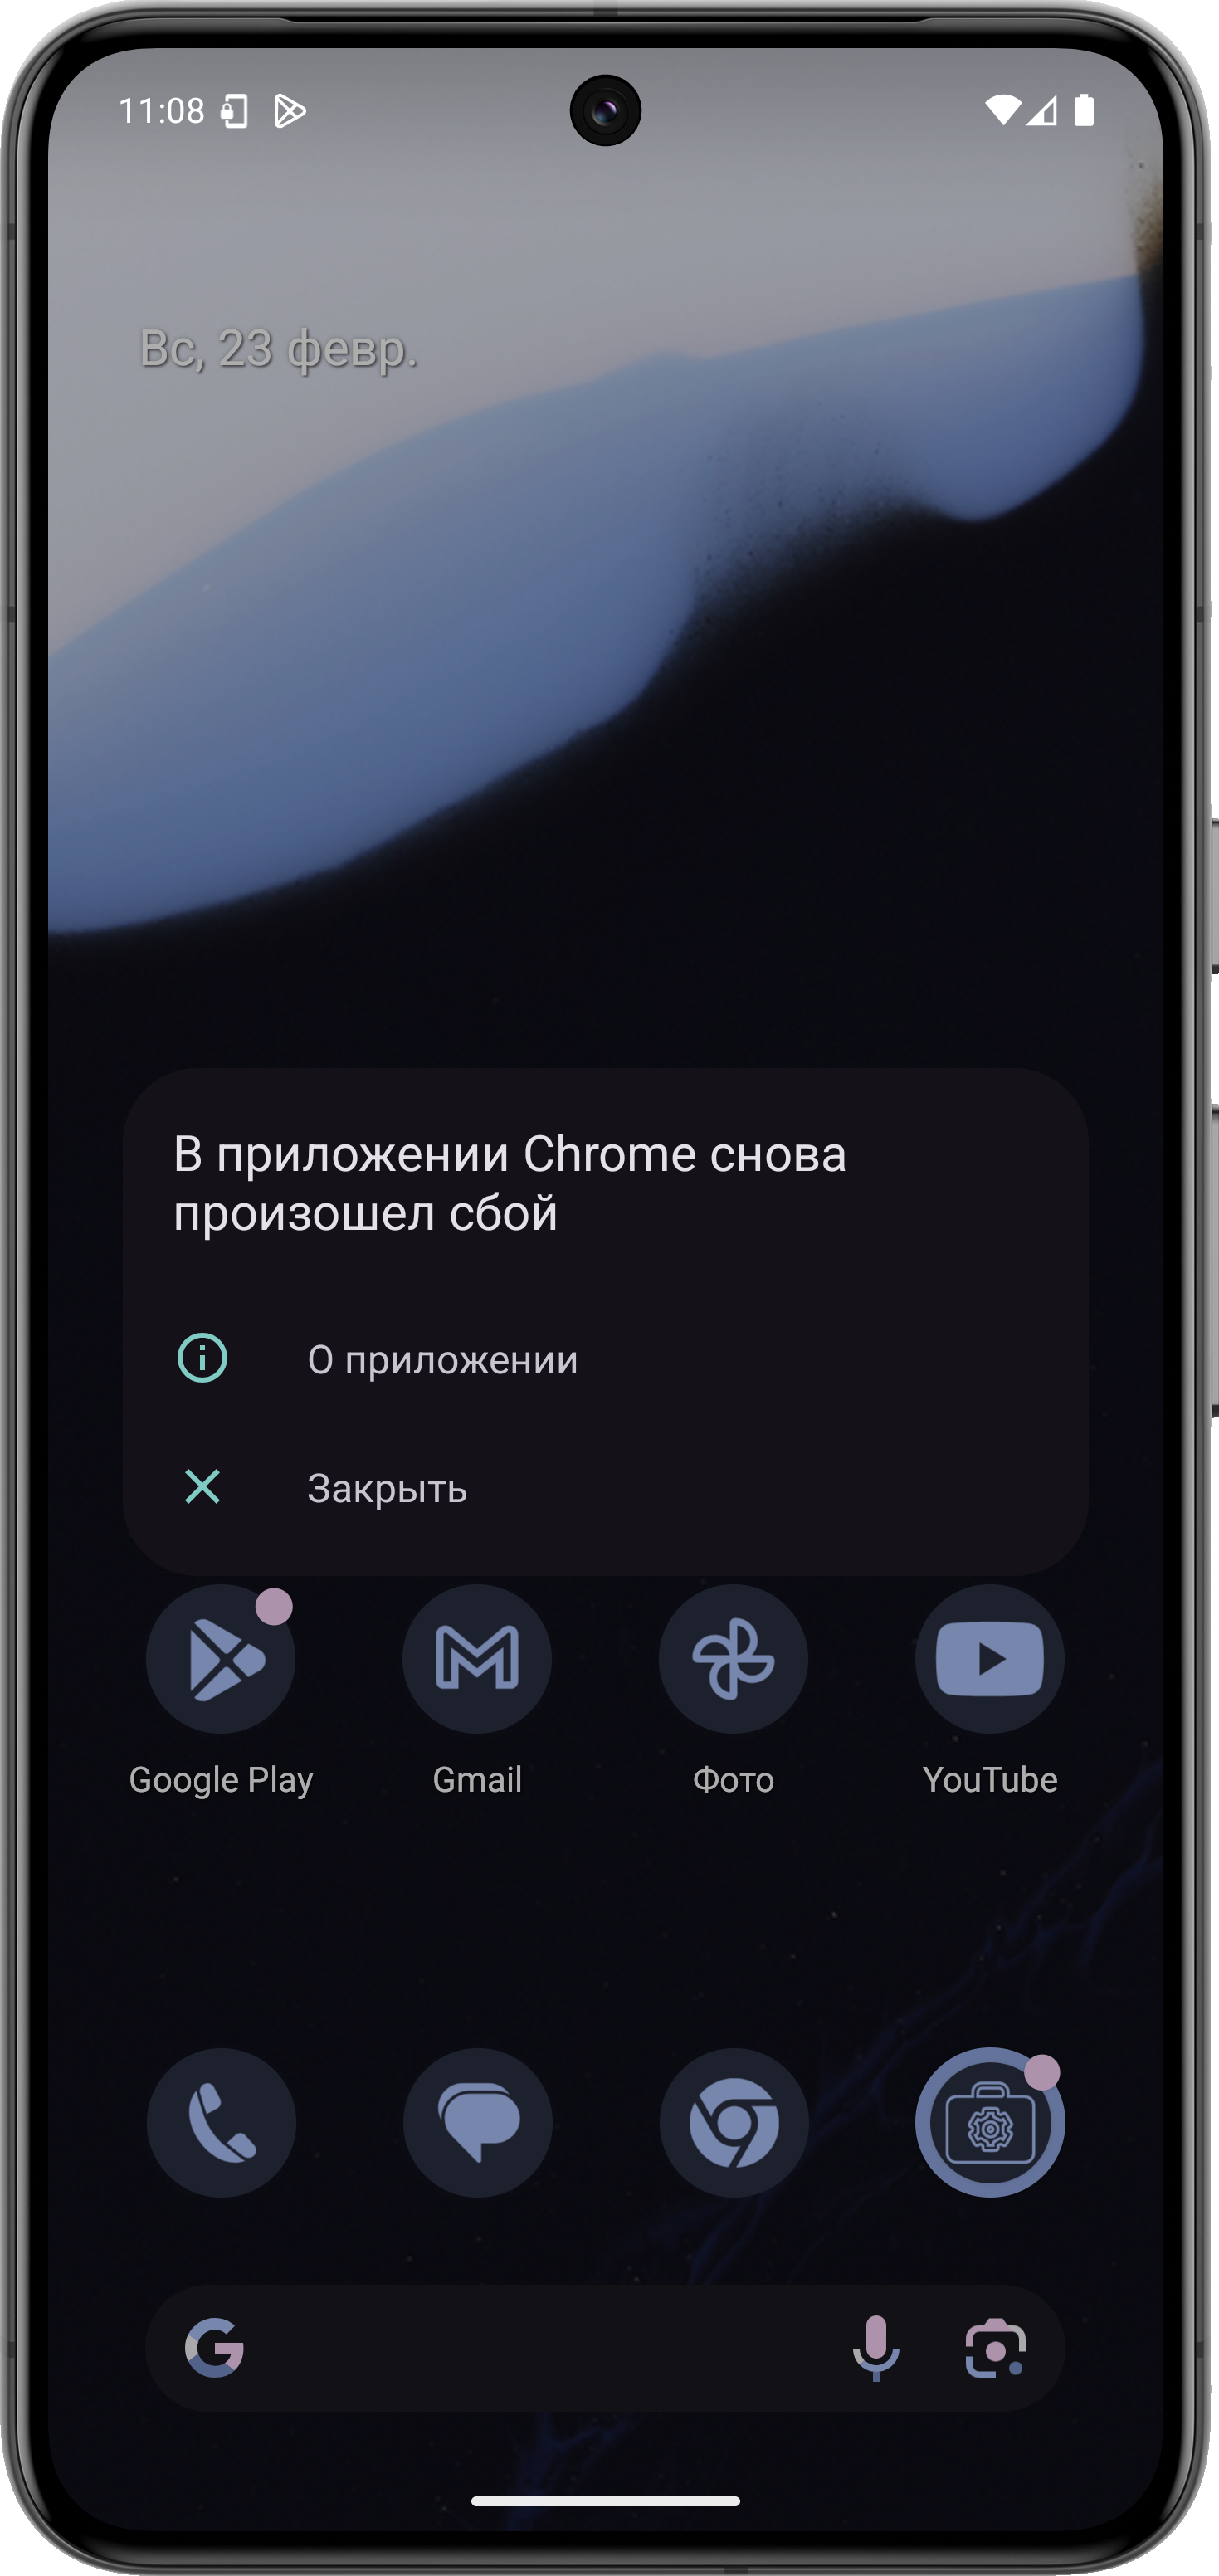 11:08
Вс, 23 февр.
В приложении Chrome снова
произошел сбой
О приложении
Закрыть
Google Play
Gmail
Фото
YouTube